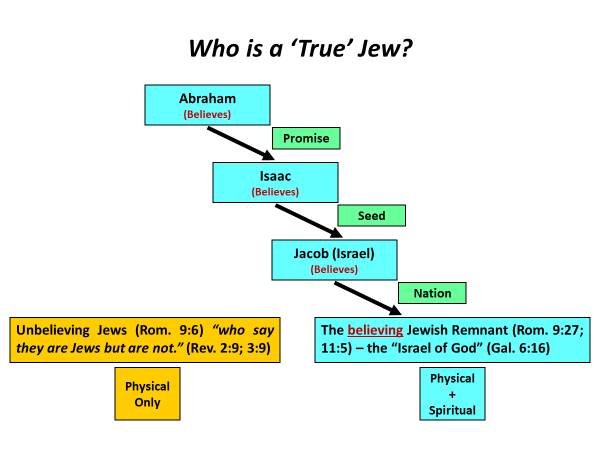 Who is a ‘True’ Jew?
Abraham
(Believes)
Promise
Isaac
(Believes)
Seed
Jacob (Israel)
(Believes)
Nation
Unbelieving Jews (Rom. 9:6) “who say
they are Jews but are not.” (Rev. 2:9; 3:9)
The believing Jewish Remnant (Rom. 9:27;
11:5) – the “Israel of God” (Gal. 6:16)
Physical
Only
Physical
+
Spiritual